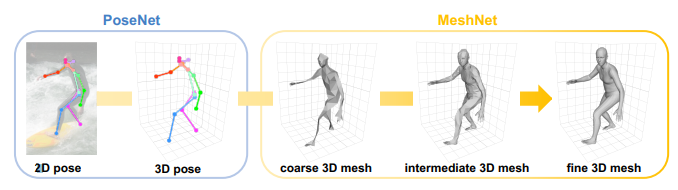 PoseNet
MeshNet
2D pose
3D pose
coarse 3D mesh
intermediate 3D mesh
fine 3D mesh